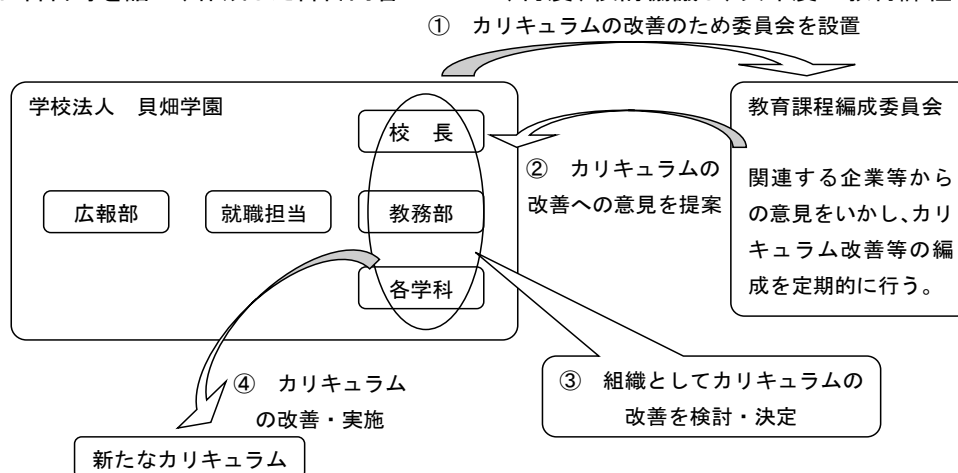 ① カリキュラムの改善のため委員会を設置
学校法人 貝畑学園
校 長
広報部
就職担当
教務部
各学科
② カリキュラムの
改善への意見を提案
教育課程編成委員会
関連する企業等から
の意見をいかし、カリ
キュラム改善等の編
成を定期的に行う。
③ 組織としてカリキュラムの
改善を検討・決定
④ カリキュラム
の改善・実施
新たなカリキュラム